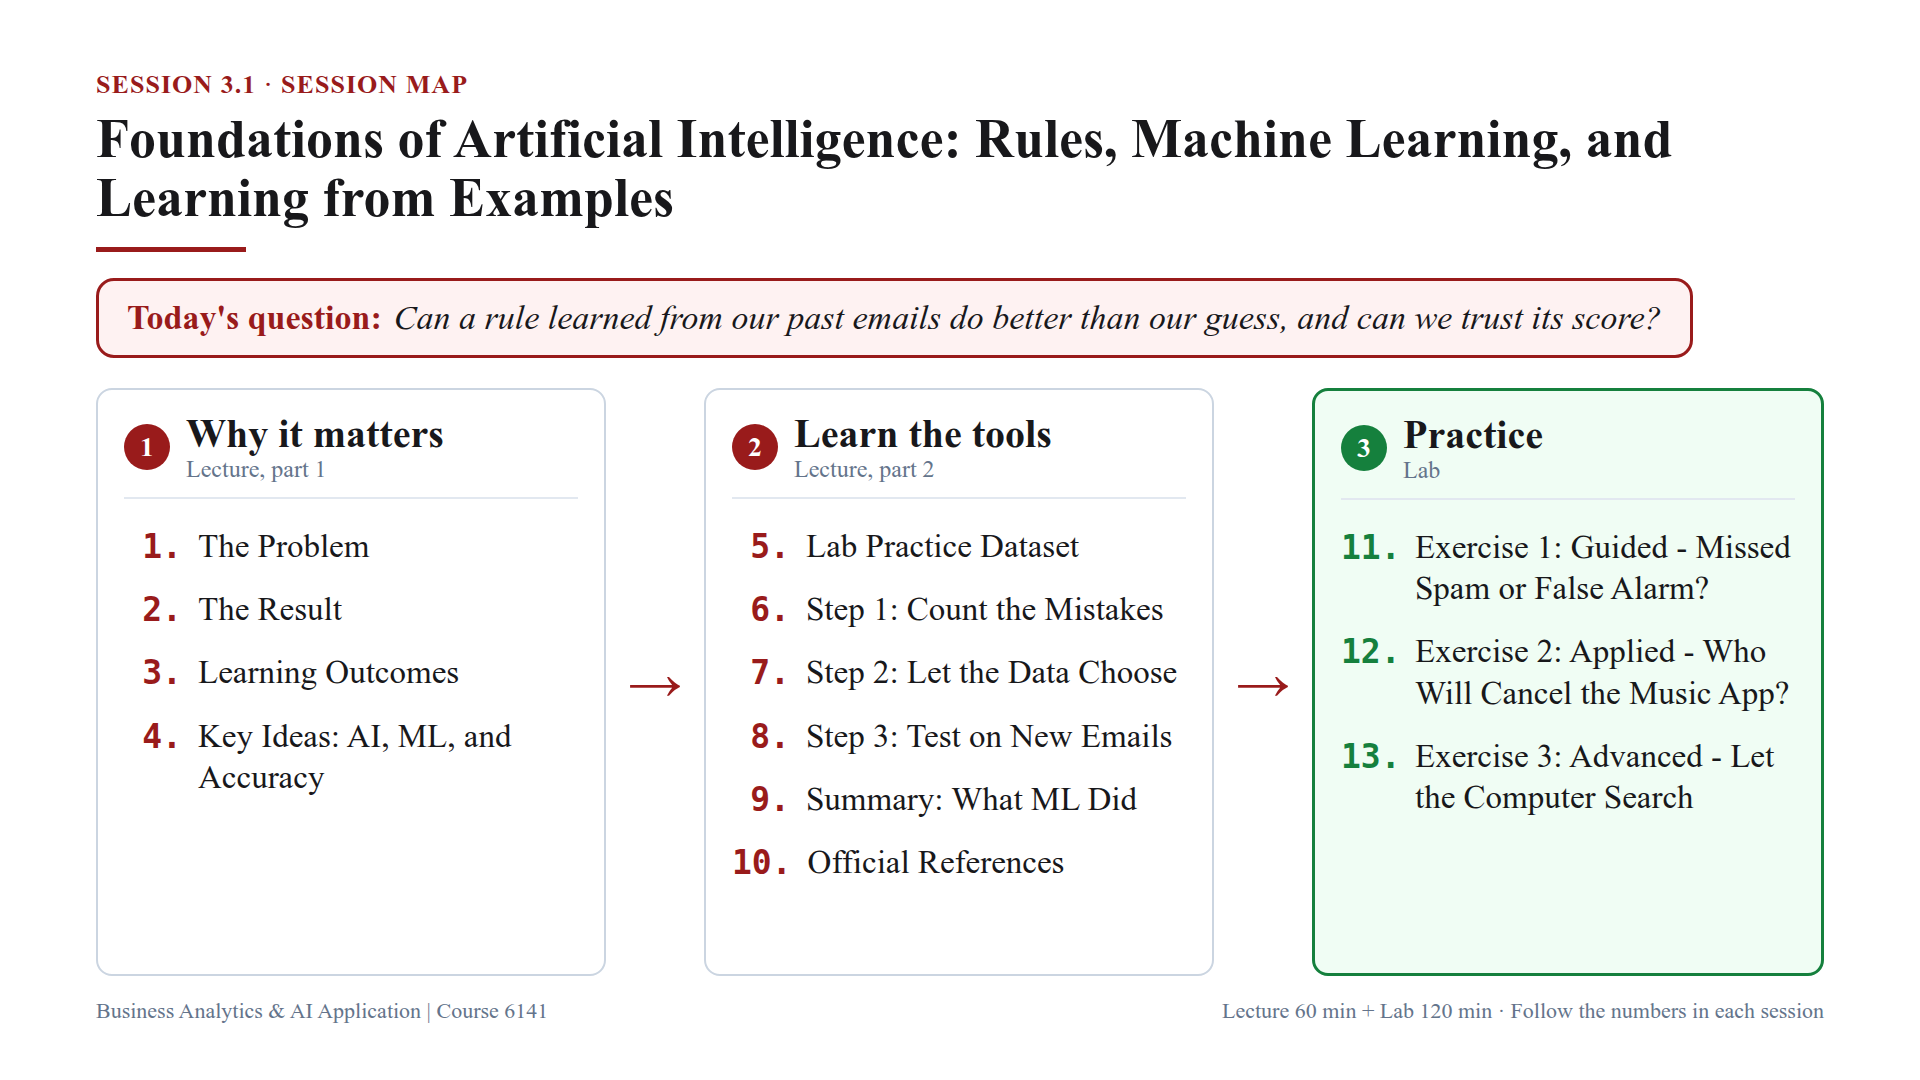 SESSION 3.1 · SESSION MAP
Foundations of Artificial Intelligence: Rules, Machine Learning, and
Learning from Examples
Today's question: Can a rule learned from our past emails do better than our guess, and can we trust its score?
1 Why it matters
Lecture, part 1
1. The Problem
2. The Result
3. Learning Outcomes
4. Key Ideas: AI, ML, and
Accuracy
→
2 Learn the tools
Lecture, part 2
5. Lab Practice Dataset
6. Step 1: Count the Mistakes
7. Step 2: Let the Data Choose
8. Step 3: Test on New Emails
9. Summary: What ML Did
10. Official References
→
3 Practice
Lab
11. Exercise 1: Guided - Missed
Spam or False Alarm?
12. Exercise 2: Applied - Who
Will Cancel the Music App?
13. Exercise 3: Advanced - Let
the Computer Search
Business Analytics & AI Application | Course 6141
Lecture 60 min + Lab 120 min · Follow the numbers in each session